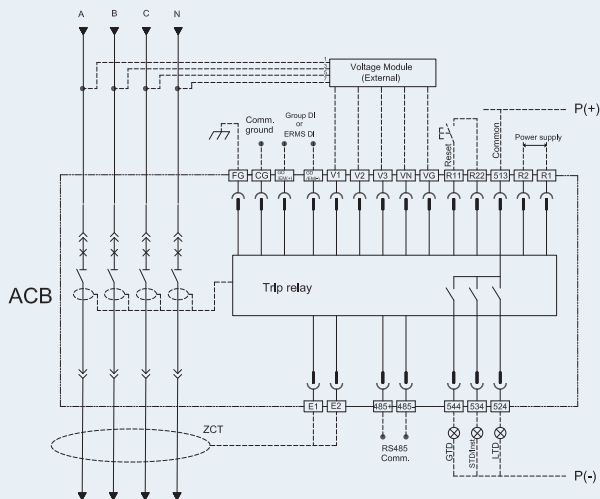 A B C N
Voltage Module
(External)
P(+)
Group DI
or
ERMS DI
Comm.
ground
Reset
Common
Power supply
FG CG V1 V2 V3 VN VG R11 R22 513 R2 R1
ACB
Trip relay
E1 E2 485+ 485- 544 534 524
ZCT
RS485
Comm.
GTD
STD/Inst
LTD
P(-)